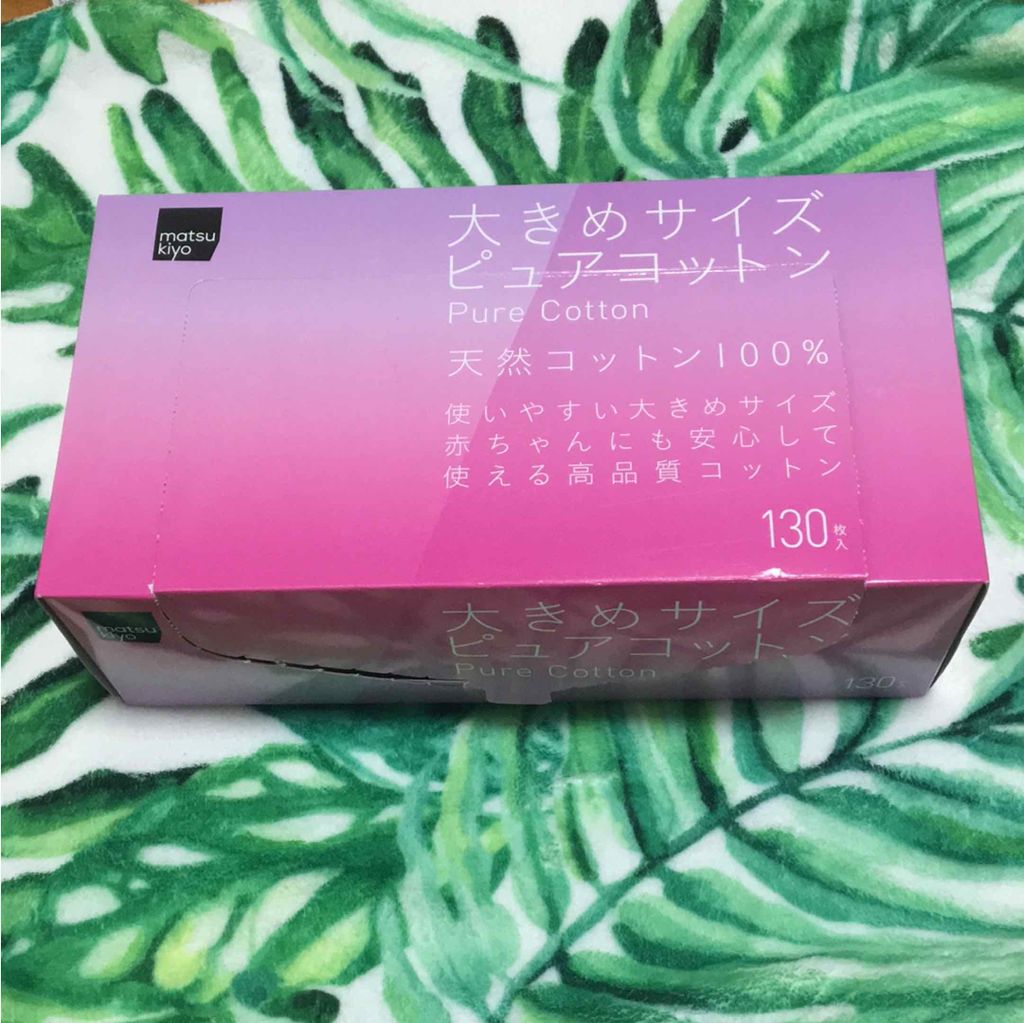 matsu
kiyo
大きめサイズ
ピュアコットン
Pure Cotton
天然コットン100%
使いやすい大きめサイズ
赤ちゃんにも安心して
使える高品質コットン
130枚入
matsu
kiyo
大きめサイズ
ピュアコットン
Pure Cotton
130